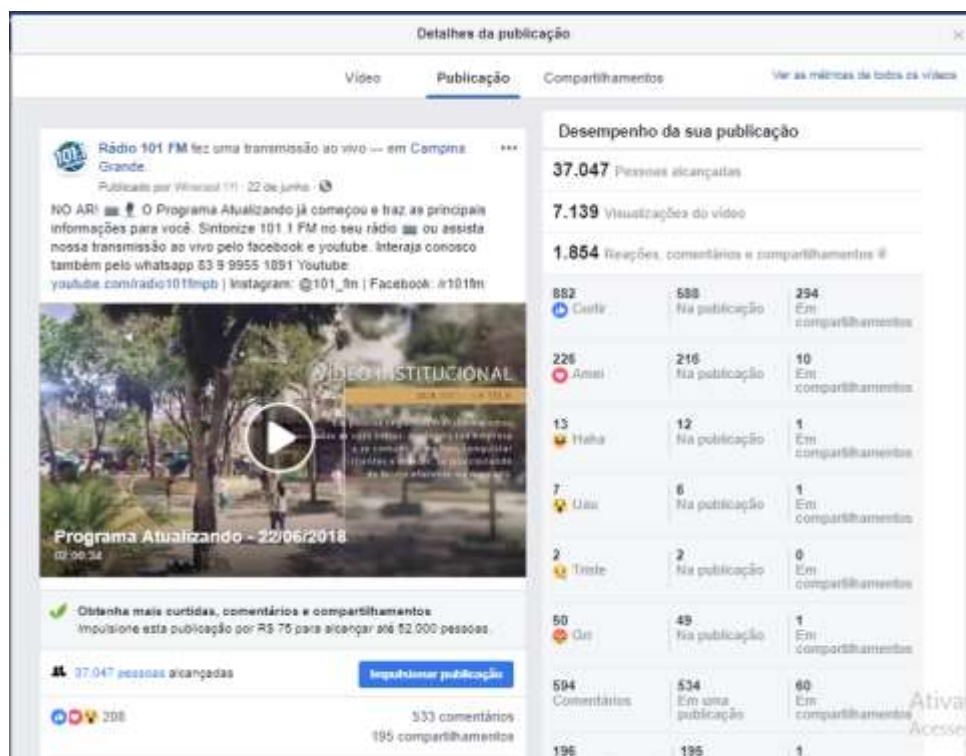 Detalhes da publicação
Vídeo Publicação Compartilhamentos Ver as métricas de todos os vídeos
Rádio 101 FM fez uma transmissão ao vivo — em Campina
Grande.
Publicado por · 22 de junho ·
NO AR! O Programa Atualizando já começou e traz as principais
informações para você. Sintonize 101.1 FM no seu rádio ou assista
nossa transmissão ao vivo pelo facebook e youtube. Interaja conosco
também pelo whatsapp 83 9 9955 1891 Youtube:
youtube.com/radio101fmpb | Instagram: @101_fm | Facebook: /r101fm
VÍDEO INSTITUCIONAL
Programa Atualizando - 22/06/2018
Obtenha mais curtidas, comentários e compartilhamentos
Impulsione esta publicação por R$ 75 para alcançar até 52.000 pessoas.
37.047 pessoas alcançadas Impulsionar publicação
208 533 comentários
195 compartilhamentos
Desempenho da sua publicação
37.047 Pessoas alcançadas
7.139 Visualizações do vídeo
1.854 Reações, comentários e compartilhamentos
882 588 294
Curtir Na publicação Em
compartilhamentos
226 216 10
Amei Na publicação Em
compartilhamentos
13 12 1
Haha Na publicação Em
compartilhamentos
7 6 1
Uau Na publicação Em
compartilhamentos
2 2 0
Triste Na publicação Em
compartilhamentos
50 49 1
Grr Na publicação Em
compartilhamentos
594 534 60
Comentários Em uma Em
publicação compartilhamentos
196 195 1
Ativa
Acesse